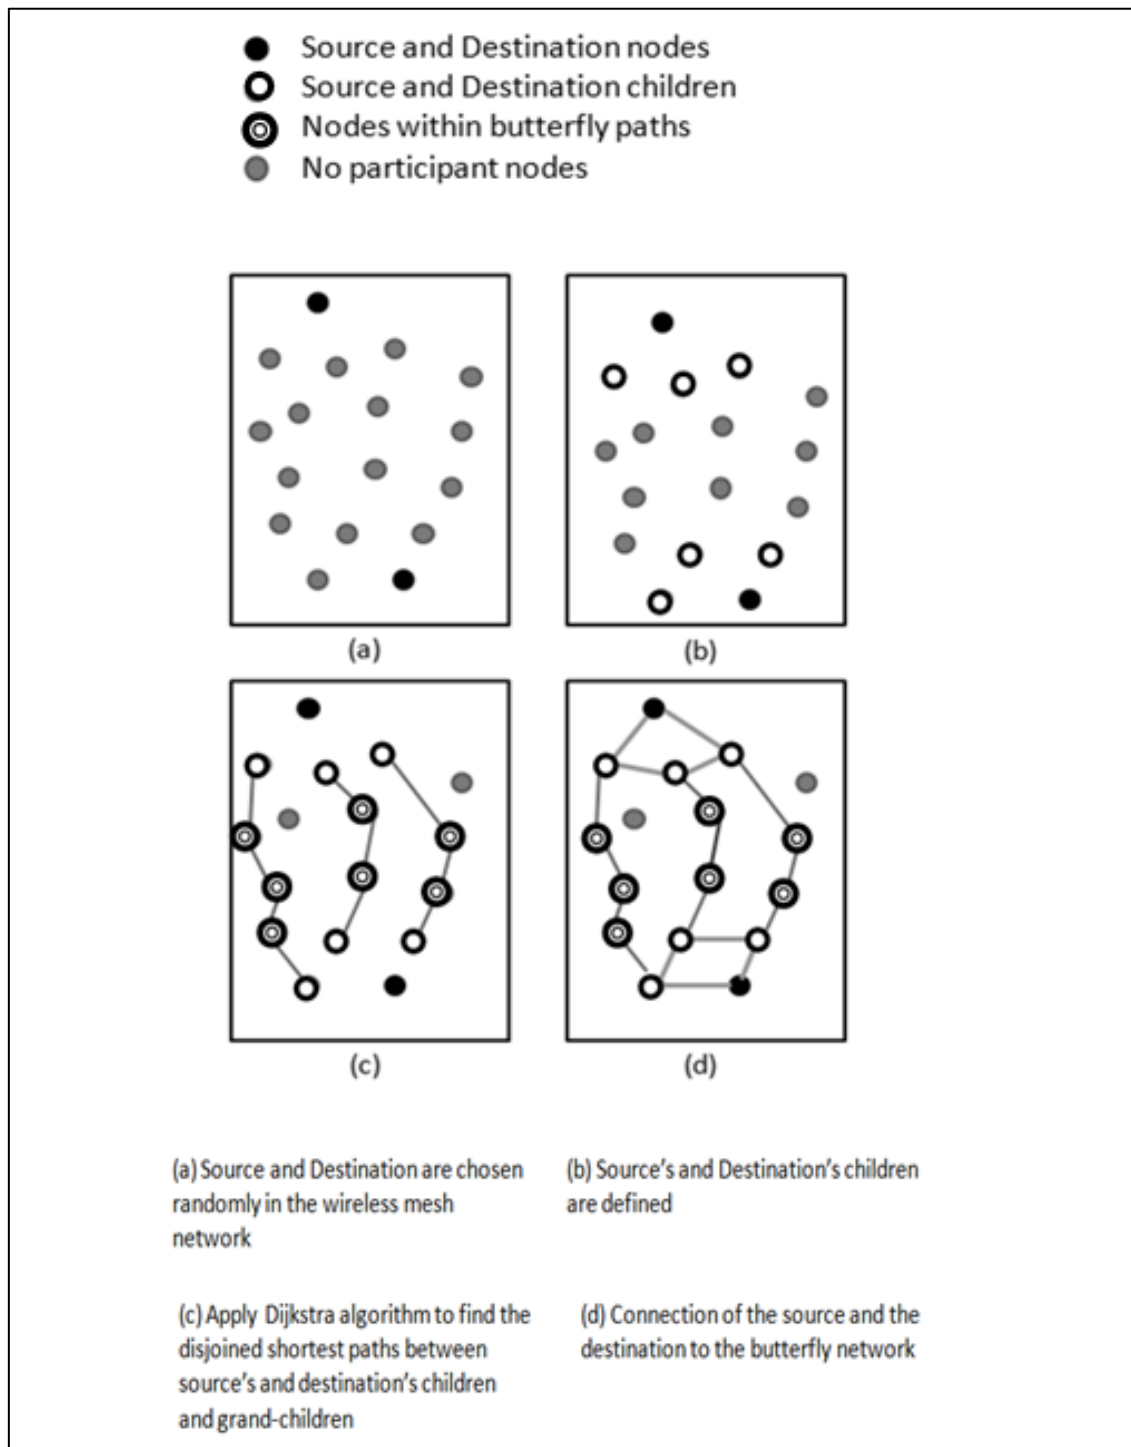 Source and Destination nodes
Source and Destination children
Nodes within butterfly paths
No participant nodes
(a)
(b)
(c)
(d)
(a) Source and Destination are chosen
randomly in the wireless mesh
network
(b) Source's and Destination's children
are defined
(c) Apply Dijkstra algorithm to find the
disjoined shortest paths between
source's and destination's children
and grand-children
(d) Connection of the source and the
destination to the butterfly network